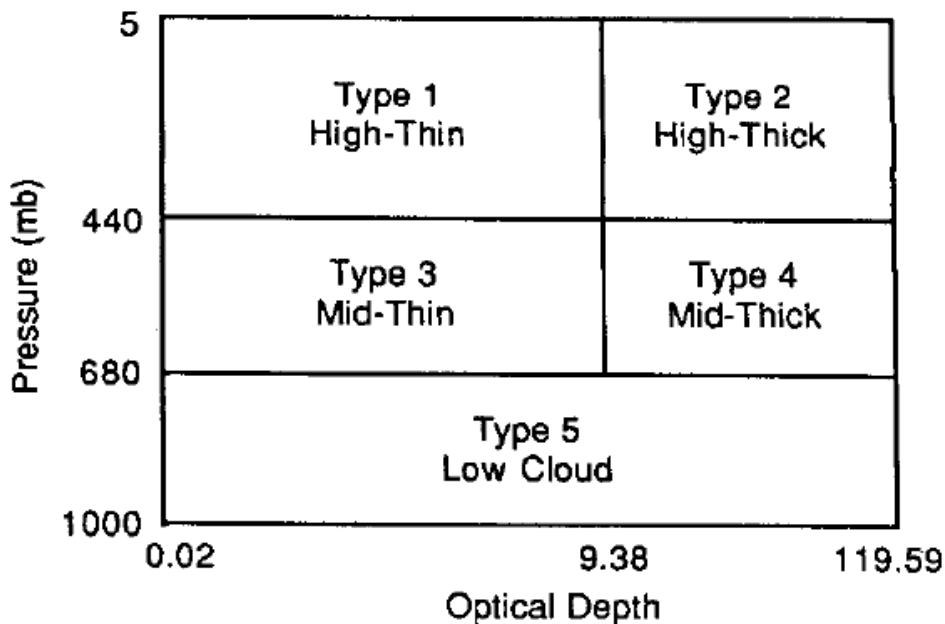 5
Type 1
High-Thin
Type 2
High-Thick
Pressure (mb)
440
Type 3
Mid-Thin
Type 4
Mid-Thick
680
Type 5
Low Cloud
1000
0.02
9.38
119.59
Optical Depth